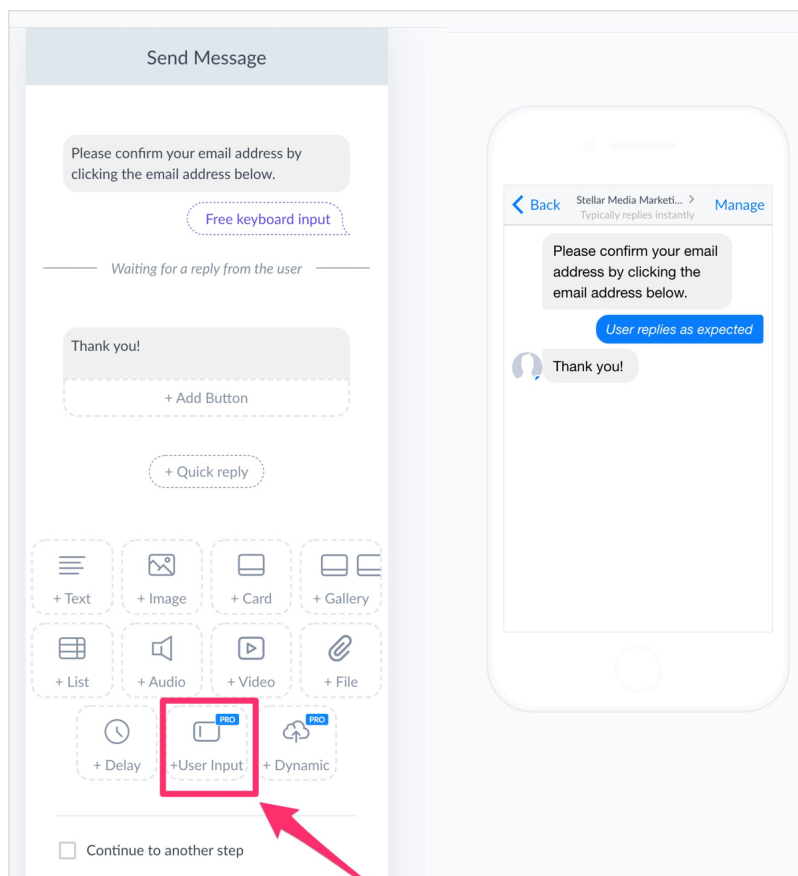 Send Message
Please confirm your email address by
clicking the email address below.
Free keyboard input
Waiting for a reply from the user
Thank you!
+ Add Button
+ Quick reply
+ Text
+ Image
+ Card
+ Gallery
+ List
+ Audio
+ Video
+ File
PRO
PRO
+ Delay
+User Input
+ Dynamic
Continue to another step
Back
Stellar Media Marketi... >
Typically replies instantly
Manage
Please confirm your email
address by clicking the
email address below.
User replies as expected
Thank you!